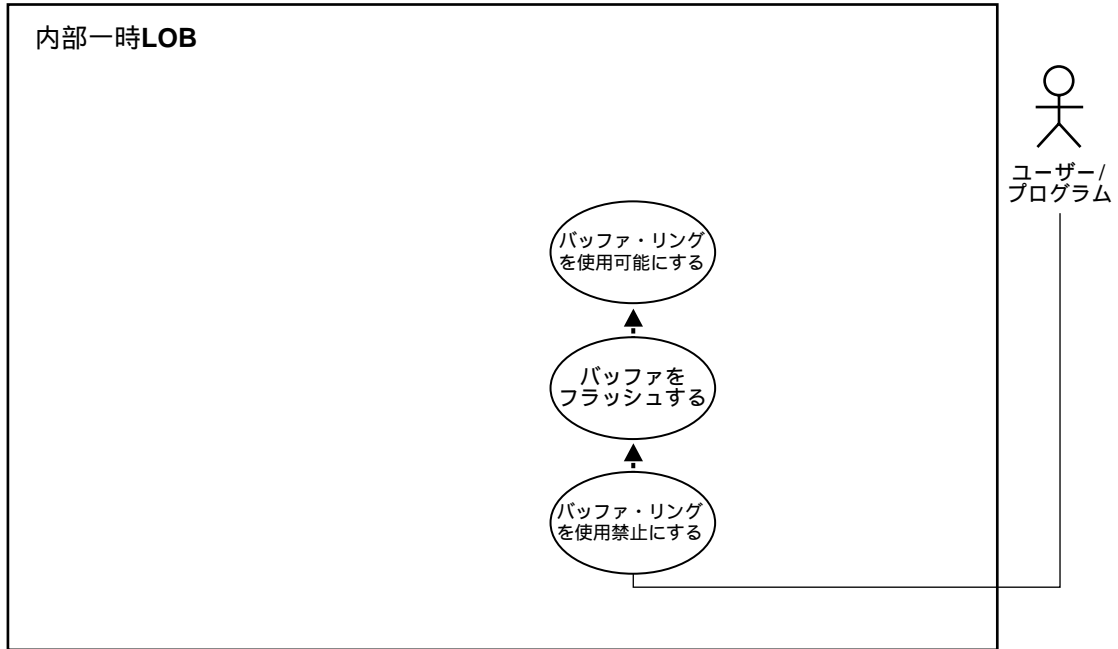 内部一時LOB
ユーザー/
プログラム
バッファ・リング
を使用可能にする
バッファを
フラッシュする
バッファ・リング
を使用禁止にする